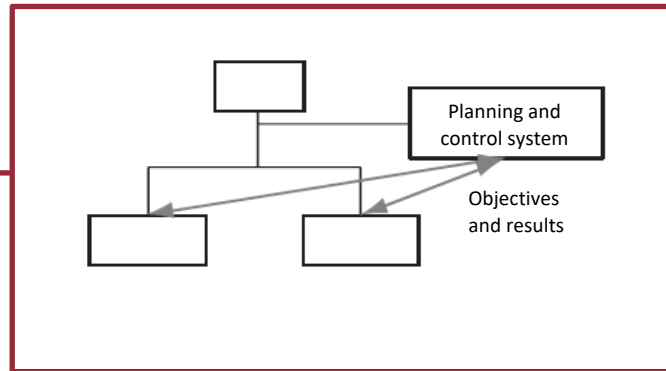 Planning and
control system
Objectives
and results